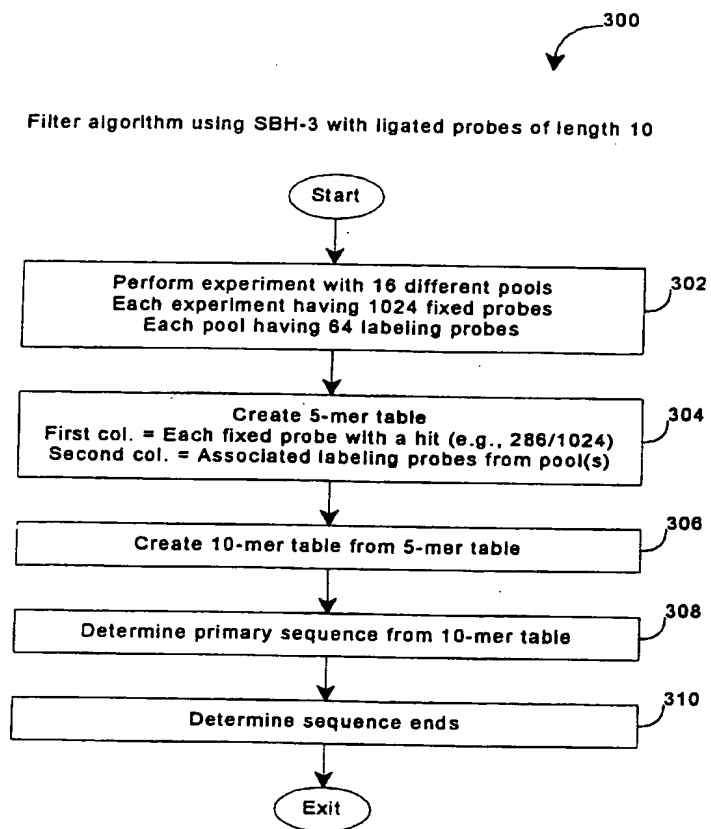 300
Filter algorithm using SBH-3 with ligated probes of length 10
Start
Perform experiment with 16 different pools
Each experiment having 1024 fixed probes
Each pool having 64 labeling probes
302
Create 5-mer table
First col. = Each fixed probe with a hit (e.g., 286/1024)
Second col. = Associated labeling probes from pool(s)
304
Create 10-mer table from 5-mer table
306
Determine primary sequence from 10-mer table
308
Determine sequence ends
310
Exit